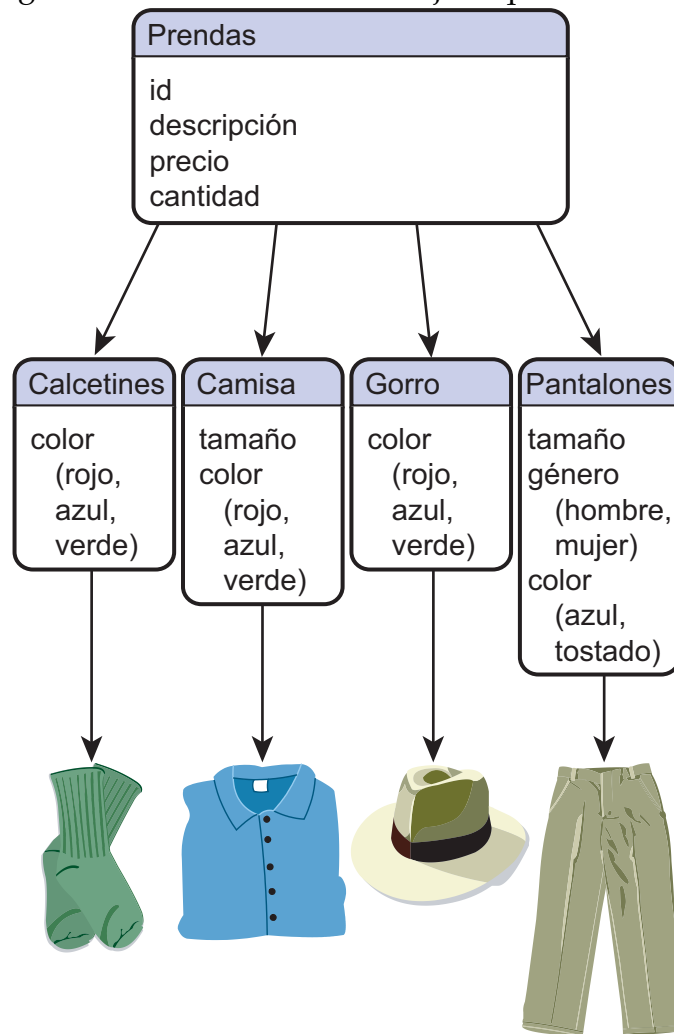 Prendas
id
descripción
precio
cantidad
Calcetines
color
(rojo,
azul,
verde)
Camisa
tamaño
color
(rojo,
azul,
verde)
Gorro
color
(rojo,
azul,
verde)
Pantalones
tamaño
género
(hombre,
mujer)
color
(azul,
tostado)